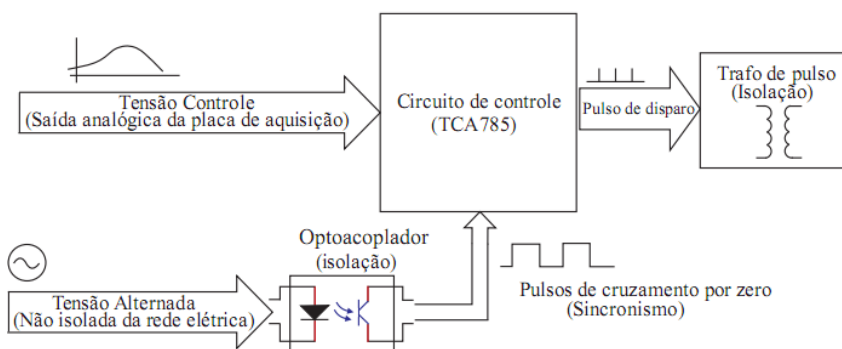 Tensão Controle
(Saída analógica da placa de aquisição)
Circuito de controle
(TCA785)
Pulso de disparo
Trafo de pulso
(Isolação)
Optoacoplador
(isolação)
Tensão Alternada
(Não isolada da rede elétrica)
Pulsos de cruzamento por zero
(Sincronismo)